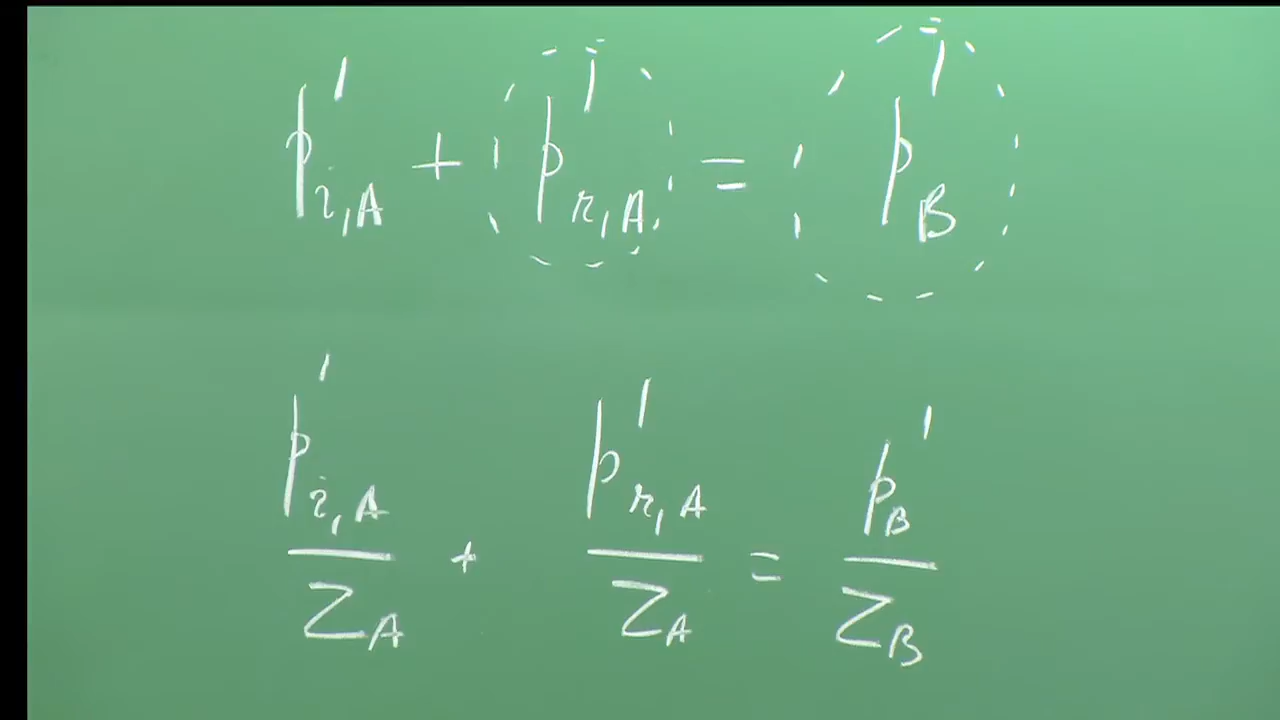 p'i,A + p'r,A = p'B
p'i,A/ZA + p'r,A/ZA = p'B/ZB